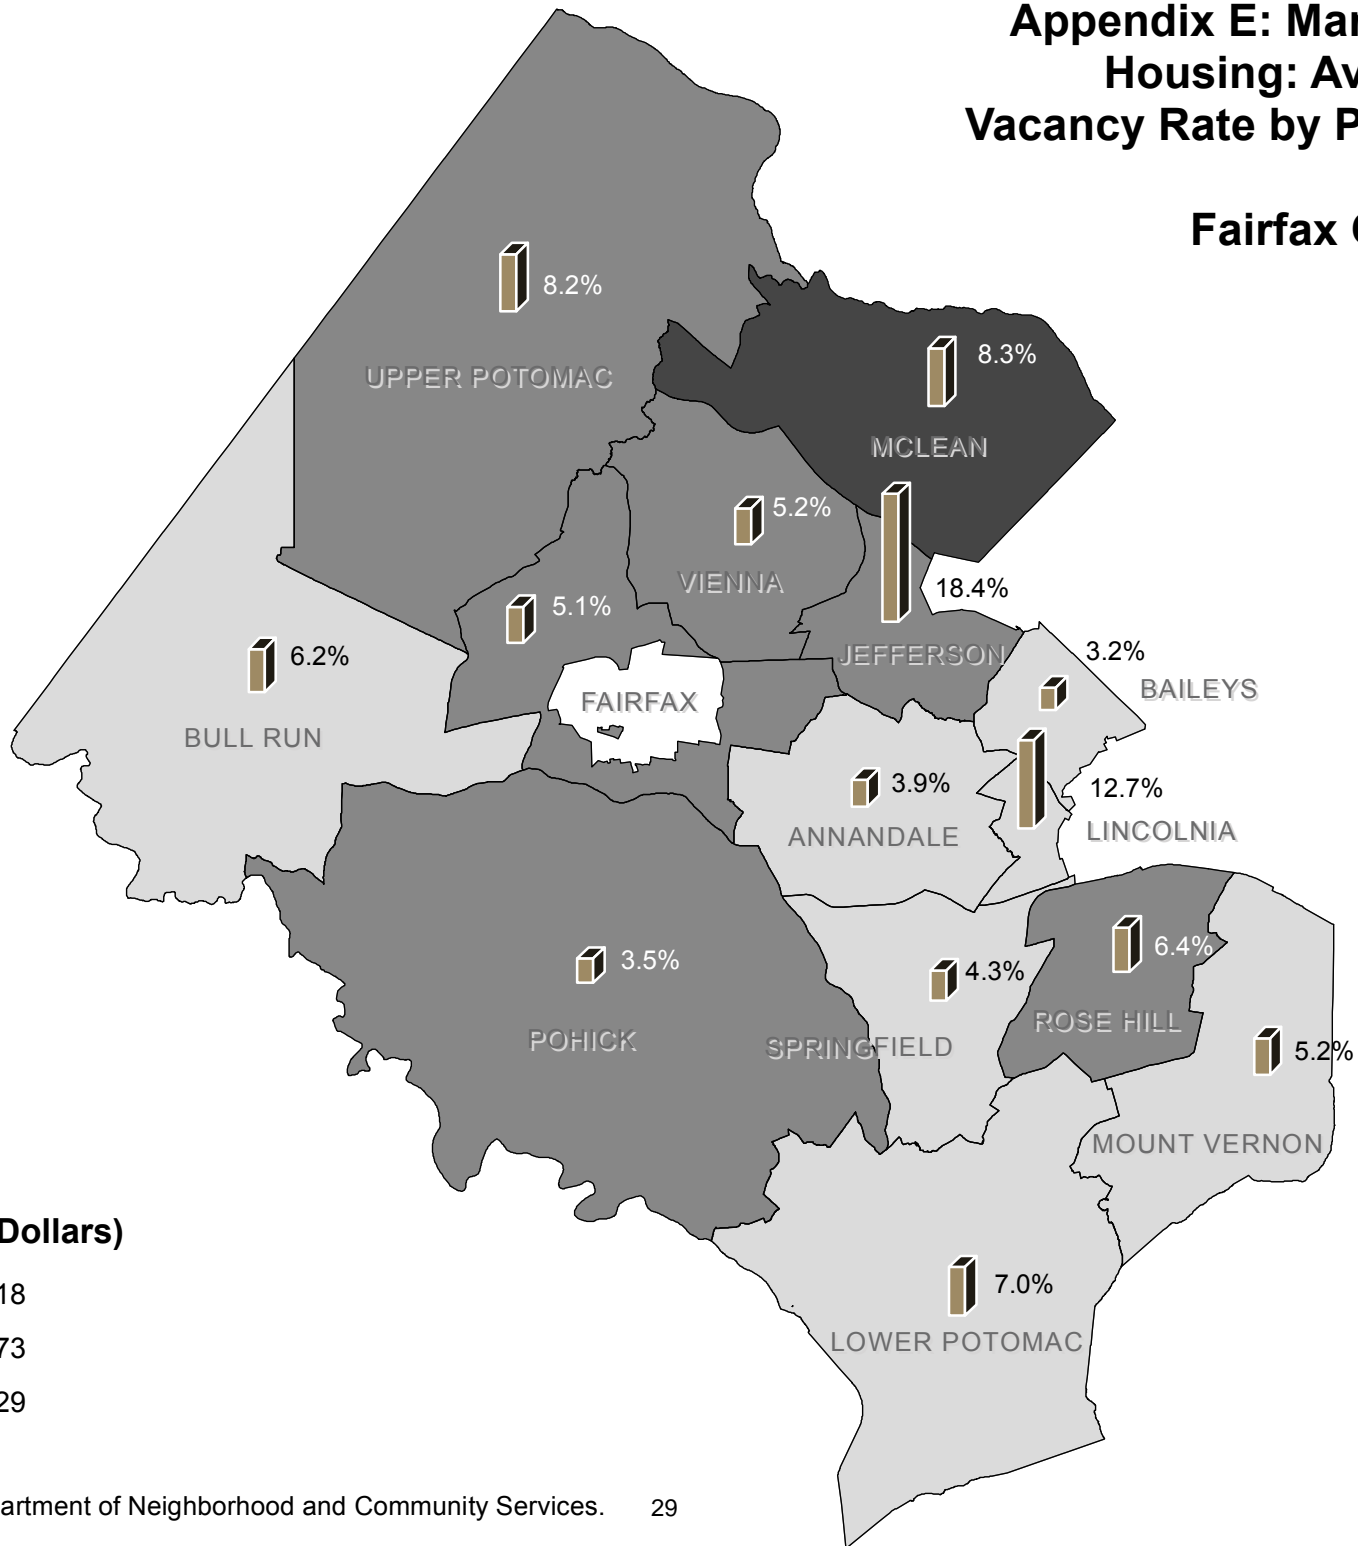 Appendix E: Mar
Housing: Av
Vacancy Rate by P
Fairfax
8.2%
UPPER POTOMAC
8.3%
MCLEAN
5.2%
VIENNA
18.4%
JEFFERSON
5.1%
6.2%
BULL RUN
FAIRFAX
3.2%
BAILEYS
3.9%
ANNANDALE
12.7%
LINCOLNIA
3.5%
POHICK
4.3%
SPRINGFIELD
6.4%
ROSE HILL
5.2%
MOUNT VERNON
7.0%
LOWER POTOMAC
Dollars)
18
73
29
artment of Neighborhood and Community Services. 29